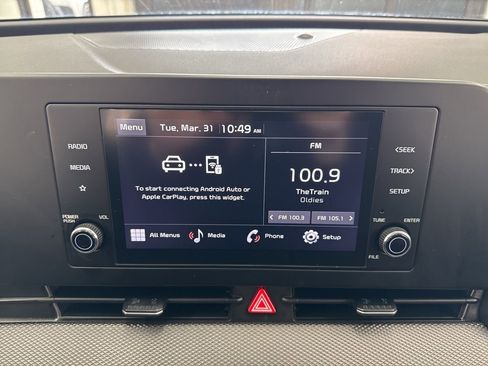 Menu
Tue, Mar. 31
10:49 AM
RADIO
MEDIA
☆
POWER
PUSH
VOL
To start connecting Android Auto or
Apple CarPlay, press this widget.
FM
100.9
TheTrain
Oldies
< FM 100.3
FM 105.1 >
All Menus
Media
Phone
Setup
<SEEK
TRACK>
SETUP
TUNE
ENTER
FILE